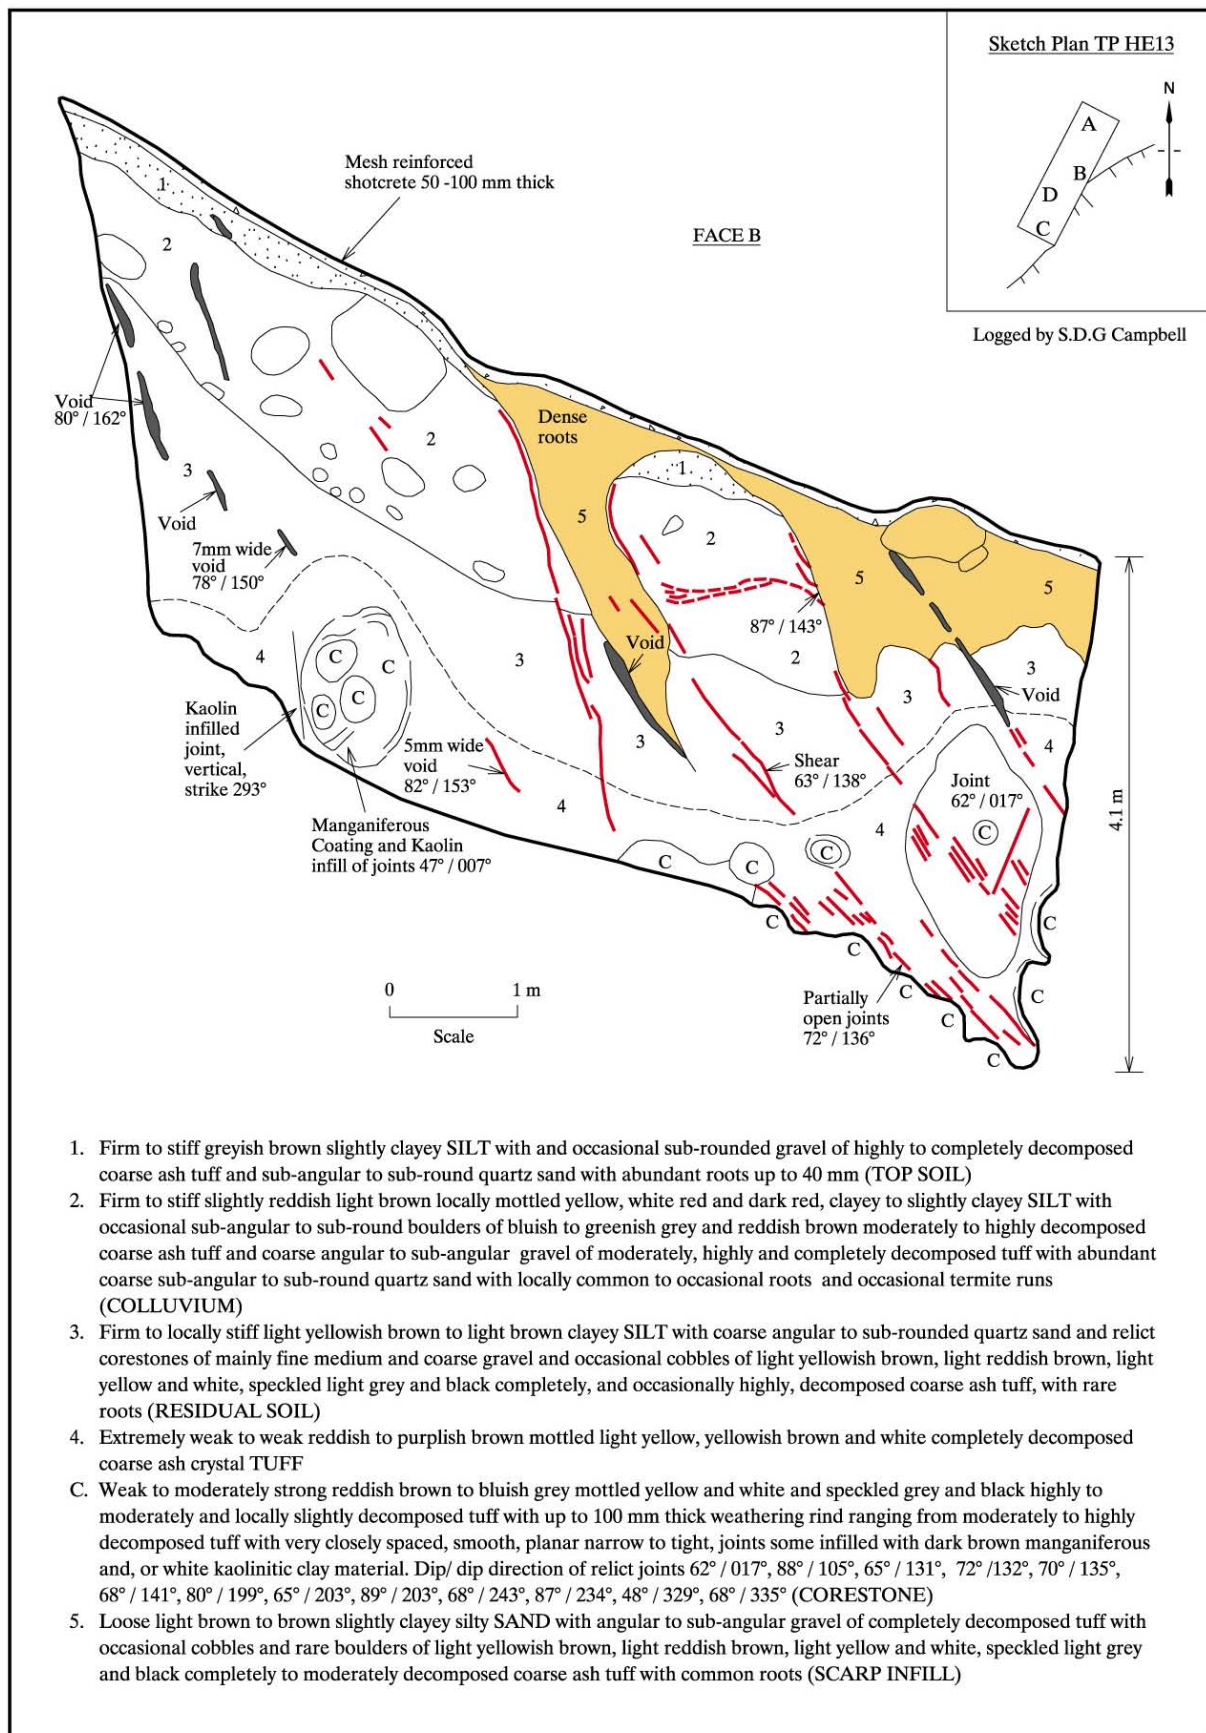 Sketch Plan TP HE13
N
A
B
D
C
Logged by S.D.G Campbell
Mesh reinforced
shotcrete 50 -100 mm thick
FACE B
1
2
Void
80° / 162°
3
Void
7mm wide
void
78° / 150°
2
Dense
roots
5
1
2
5
5
87° / 143°
2
Void
3
Void
4
Kaolin
infilled
joint,
vertical,
strike 293°
C
C
C
C
3
5mm wide
void
82° / 153°
3
3
Shear
63° / 138°
3
4
Joint
62° / 017°
C
4
4
4.1 m
Manganiferous
Coating and Kaolin
infill of joints 47° / 007°
C
C
C
C
C
C
C
C
C
C
Partially
open joints
72° / 136°
0 1 m
Scale
1. Firm to stiff greyish brown slightly clayey SILT with and occasional sub-rounded gravel of highly to completely decomposed
coarse ash tuff and sub-angular to sub-round quartz sand with abundant roots up to 40 mm (TOP SOIL)
2. Firm to stiff slightly reddish light brown locally mottled yellow, white red and dark red, clayey to slightly clayey SILT with
occasional sub-angular to sub-round boulders of bluish to greenish grey and reddish brown moderately to highly decomposed
coarse ash tuff and coarse angular to sub-angular gravel of moderately, highly and completely decomposed tuff with abundant
coarse sub-angular to sub-round quartz sand with locally common to occasional roots and occasional termite runs
(COLLUVIUM)
3. Firm to locally stiff light yellowish brown to light brown clayey SILT with coarse angular to sub-rounded quartz sand and relict
corestones of mainly fine medium and coarse gravel and occasional cobbles of light yellowish brown, light reddish brown, light
yellow and white, speckled light grey and black completely, and occasionally highly, decomposed coarse ash tuff, with rare
roots (RESIDUAL SOIL)
4. Extremely weak to weak reddish to purplish brown mottled light yellow, yellowish brown and white completely decomposed
coarse ash crystal TUFF
C. Weak to moderately strong reddish brown to bluish grey mottled yellow and white and speckled grey and black highly to
moderately and locally slightly decomposed tuff with up to 100 mm thick weathering rind ranging from moderately to highly
decomposed tuff with very closely spaced, smooth, planar narrow to tight, joints some infilled with dark brown manganiferous
and, or white kaolinitic clay material. Dip/ dip direction of relict joints 62° / 017°, 88° / 105°, 65° / 131°, 72° /132°, 70° / 135°,
68° / 141°, 80° / 199°, 65° / 203°, 89° / 203°, 68° / 243°, 87° / 234°, 48° / 329°, 68° / 335° (CORESTONE)
5. Loose light brown to brown slightly clayey silty SAND with angular to sub-angular gravel of completely decomposed tuff with
occasional cobbles and rare boulders of light yellowish brown, light reddish brown, light yellow and white, speckled light grey
and black completely to moderately decomposed coarse ash tuff with common roots (SCARP INFILL)